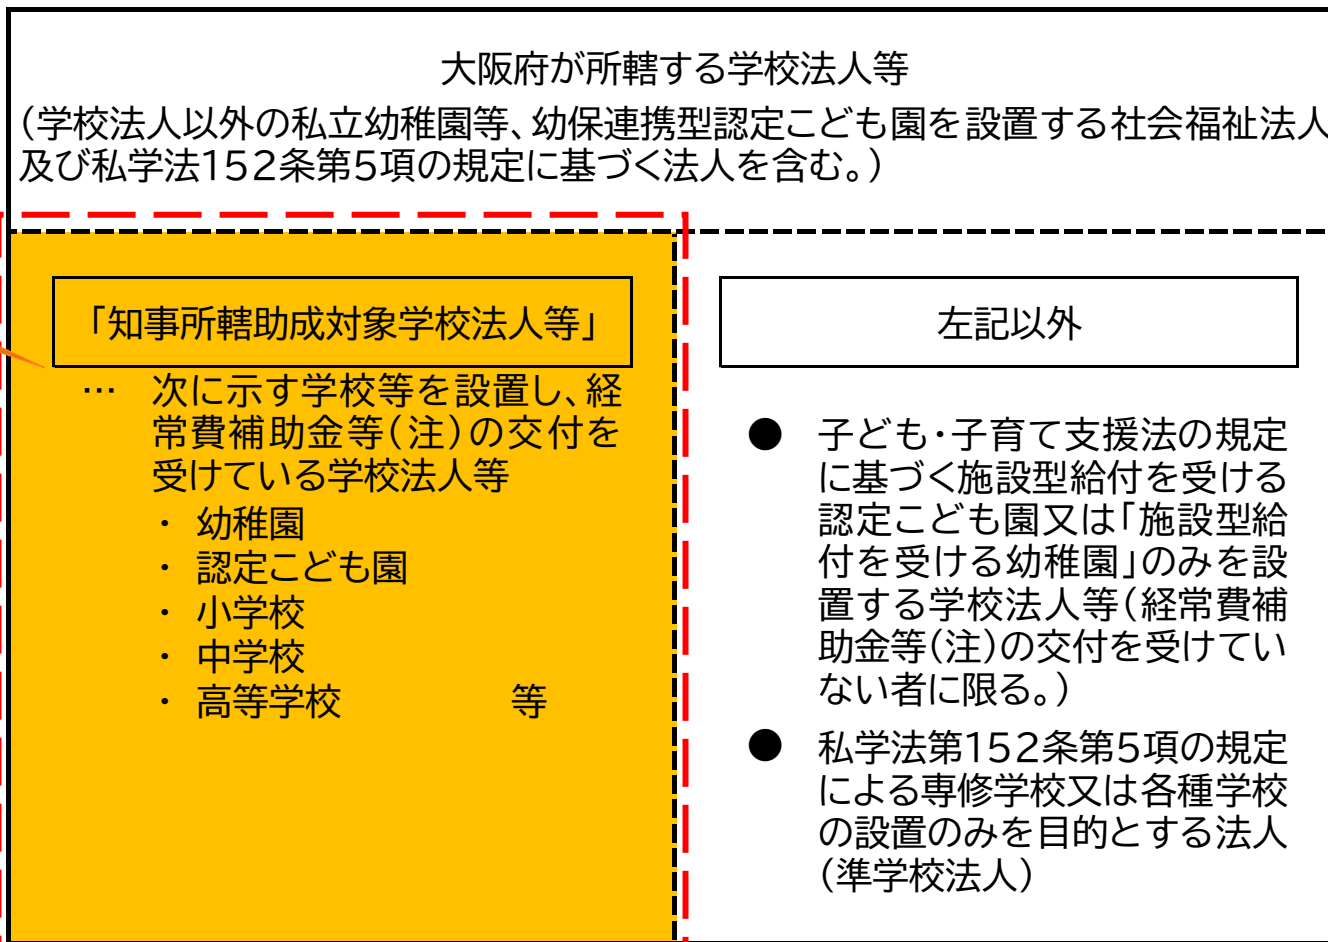 大阪府が所轄する学校法人等
(学校法人以外の私立幼稚園等、幼保連携型認定こども園を設置する社会福祉法人
及び私学法152条第5項の規定に基づく法人を含む。)
「知事所轄助成対象学校法人等」
… 次に示す学校等を設置し、経
常費補助金等(注)の交付を
受けている学校法人等
・ 幼稚園
・ 認定こども園
・ 小学校
・ 中学校
・ 高等学校 等
左記以外
● 子ども・子育て支援法の規定
に基づく施設型給付を受ける
認定こども園又は「施設型給
付を受ける幼稚園」のみを設
置する学校法人等(経常費補
助金等(注)の交付を受けてい
ない者に限る。)
● 私学法第152条第5項の規定
による専修学校又は各種学校
の設置のみを目的とする法人
(準学校法人)